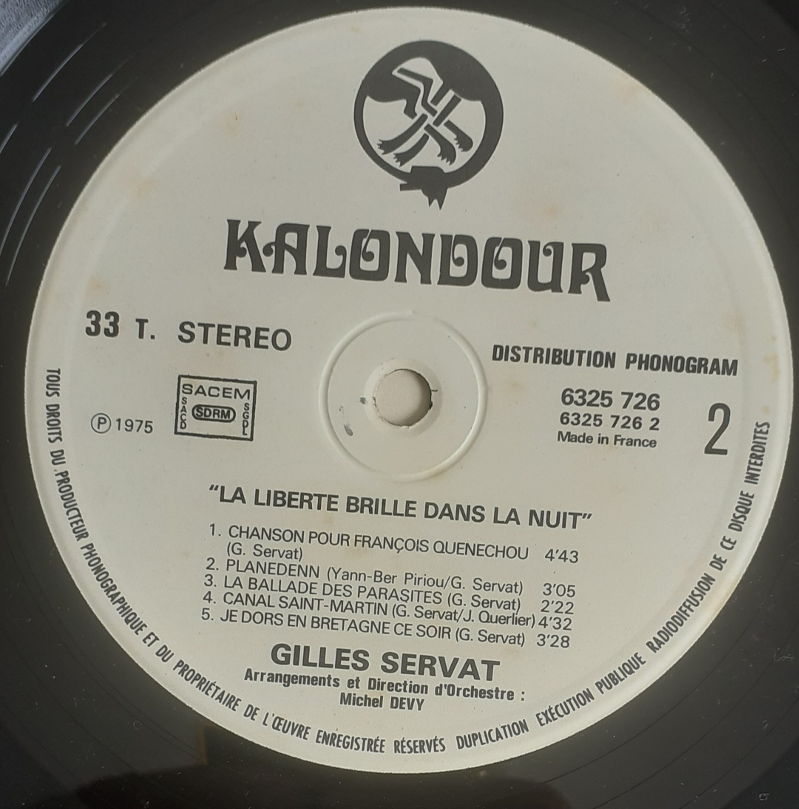 KALONDOUR
33 T. STEREO
DISTRIBUTION PHONOGRAM
SACEM
SACD
SDRM
SGDL
Ⓟ 1975
6325 726
6325 726 2
Made in France
2
"LA LIBERTE BRILLE DANS LA NUIT"
1. CHANSON POUR FRANÇOIS QUENECHOU 4'43
(G. Servat)
2. PLANEDENN (Yann-Ber Piriou/G. Servat) 3'05
3. LA BALLADE DES PARASITES (G. Servat) 2'22
4. CANAL SAINT-MARTIN (G. Servat/J. Querlier) 4'32
5. JE DORS EN BRETAGNE CE SOIR (G. Servat) 3'28
GILLES SERVAT
Arrangements et Direction d'Orchestre :
Michel DEVY
TOUS DROITS DU PRODUCTEUR PHONOGRAPHIQUE ET DU PROPRIÉTAIRE DE L'ŒUVRE ENREGISTRÉE RÉSERVÉS DUPLICATION EXÉCUTION PUBLIQUE RADIODIFFUSION DE CE DISQUE INTERDITES